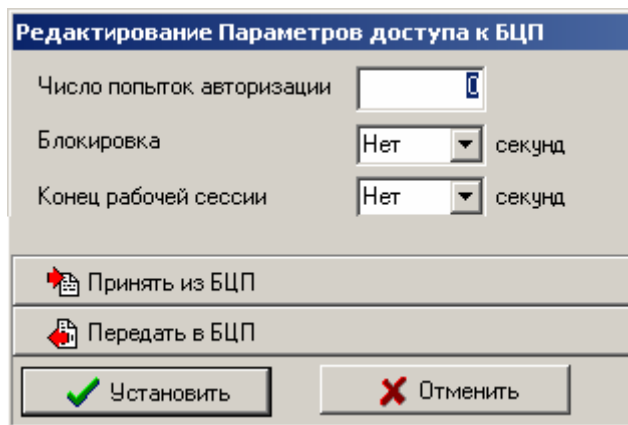 Редактирование Параметров доступа к БЦП
Число попыток авторизации 0
Блокировка Нет секунд
Конец рабочей сессии Нет секунд
Принять из БЦП
Передать в БЦП
Установить Отменить